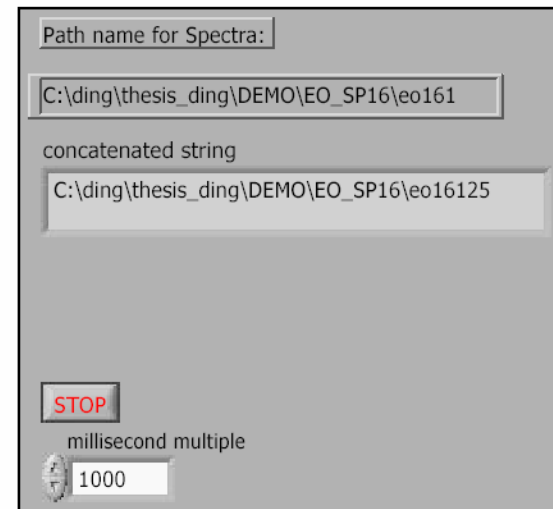 Path name for Spectra:
C:\ding\thesis_ding\DEMO\EO_SP16\eo161
concatenated string
C:\ding\thesis_ding\DEMO\EO_SP16\eo16125
STOP
millisecond multiple
1000